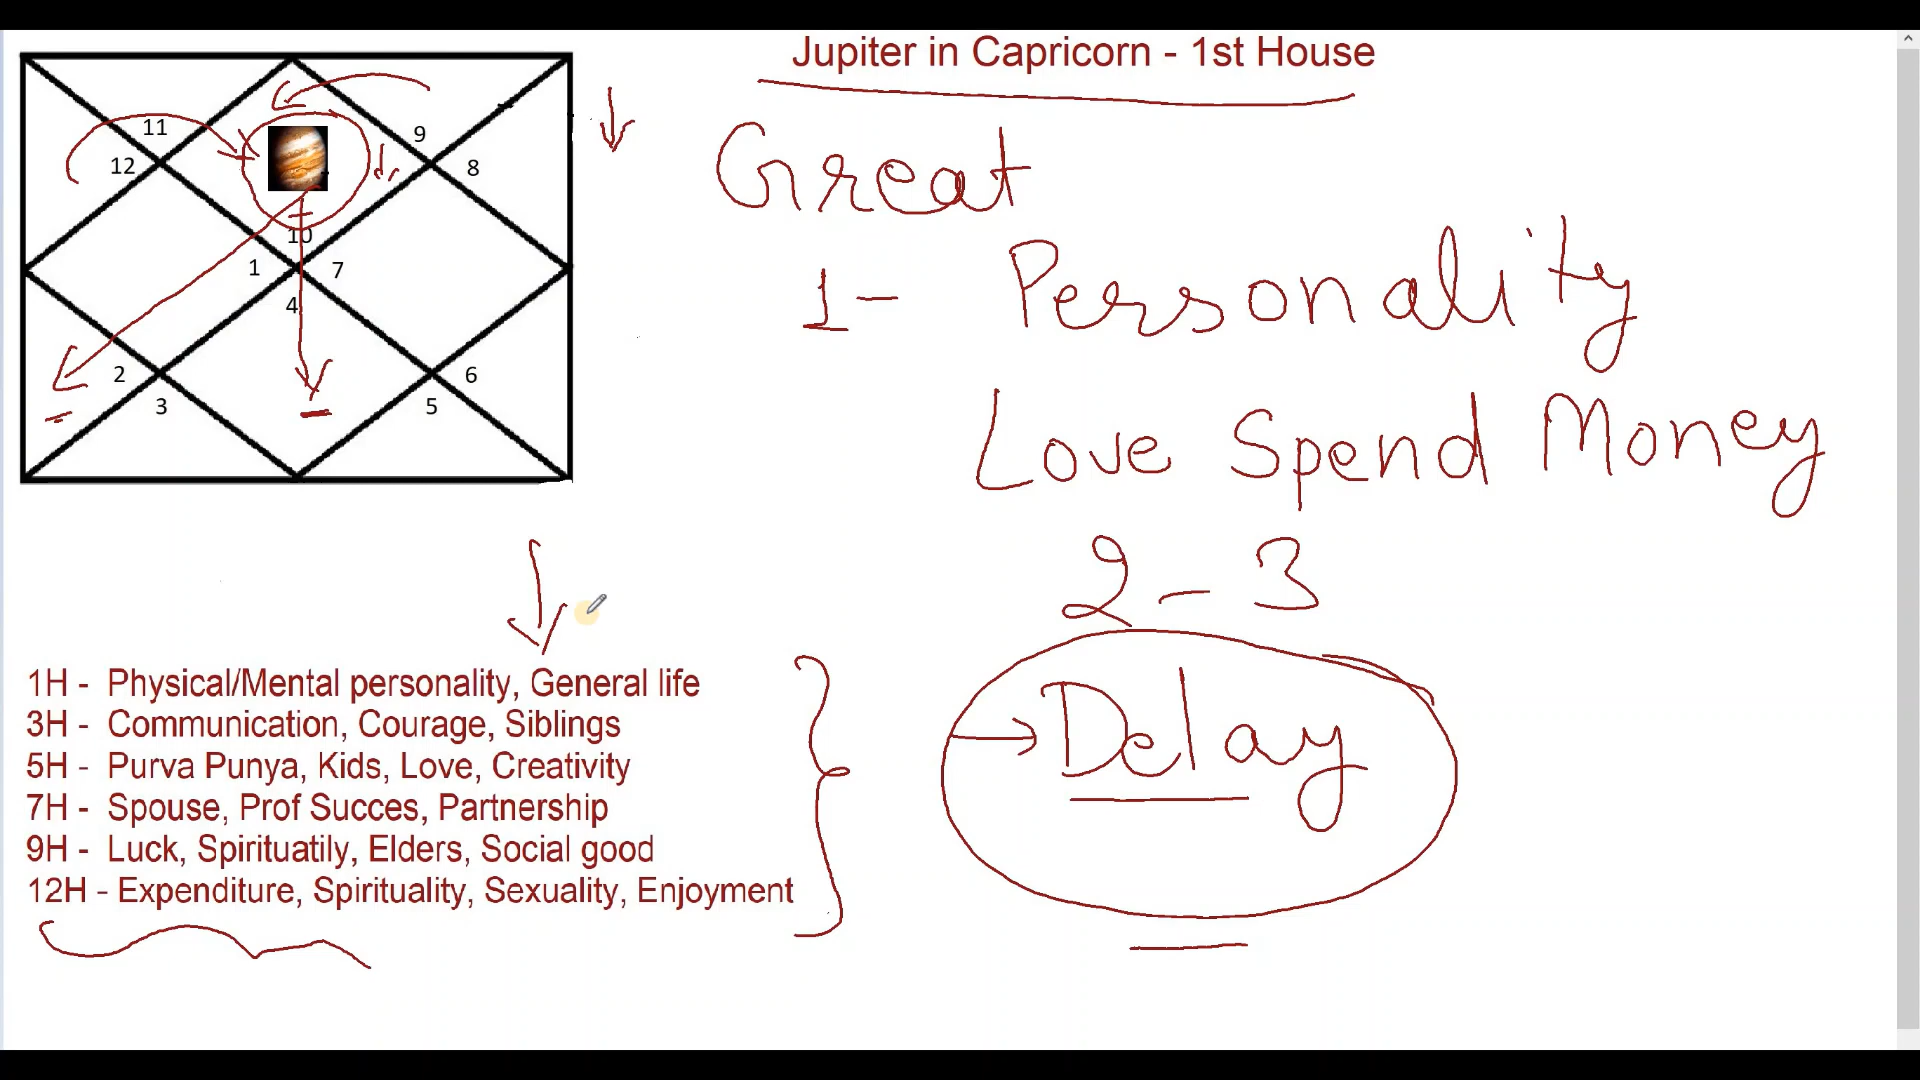 Jupiter in Capricorn - 1st House
11
12
9
8
10
1
7
4
2
3
6
5
Great
1 - Personality
Love Spend Money
2 - 3
Delay
1H - Physical/Mental personality, General life
3H - Communication, Courage, Siblings
5H - Purva Punya, Kids, Love, Creativity
7H - Spouse, Prof Succes, Partnership
9H - Luck, Spirituatily, Elders, Social good
12H - Expenditure, Spirituality, Sexuality, Enjoyment